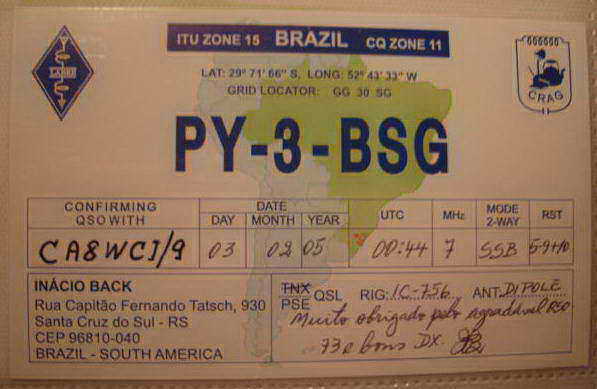 LABRE
ITU ZONE 15 BRAZIL CQ ZONE 11
LAT: 29° 71' 66" S, LONG: 52° 43' 33" W
GRID LOCATOR: GG 30 SG
CRAG
PY-3-BSG
CONFIRMING QSO WITH
DATE
DAY MONTH YEAR
UTC
MHz
MODE 2-WAY
RST
CA8WCI/9 03 02 05 00:44 7 SSB 59+10
INÁCIO BACK
Rua Capitão Fernando Tatsch, 930
Santa Cruz do Sul - RS
CEP 96810-040
BRAZIL - SOUTH AMERICA
TNX
PSE QSL RIG: IC-756 ANT. DIPOLE
Muito obrigado pelo agradável QSO
73 e bons DX.